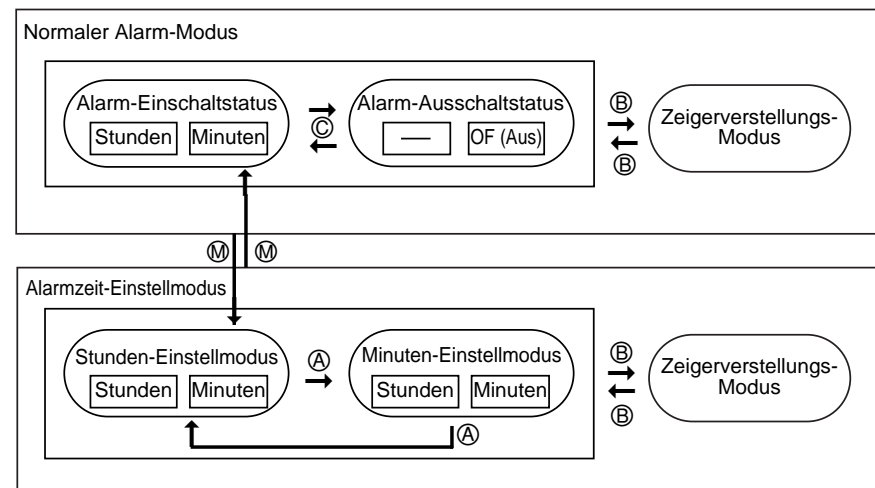 Normaler Alarm-Modus
Alarm-Einschaltstatus
Stunden Minuten
Ⓒ
Alarm-Ausschaltstatus
— OF (Aus)
Ⓑ
Ⓑ
Zeigerverstellungs-
Modus
Ⓜ Ⓜ
Alarmzeit-Einstellmodus
Stunden-Einstellmodus
Stunden Minuten
Ⓐ
Minuten-Einstellmodus
Stunden Minuten
Ⓐ
Ⓑ
Ⓑ
Zeigerverstellungs-
Modus